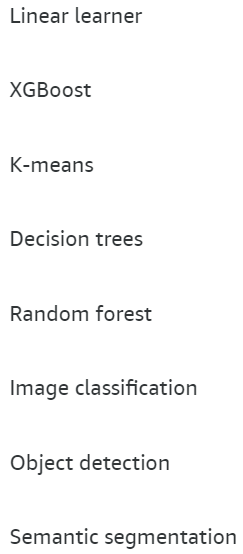 Linear learner
XGBoost
K-means
Decision trees
Random forest
Image classification
Object detection
Semantic segmentation